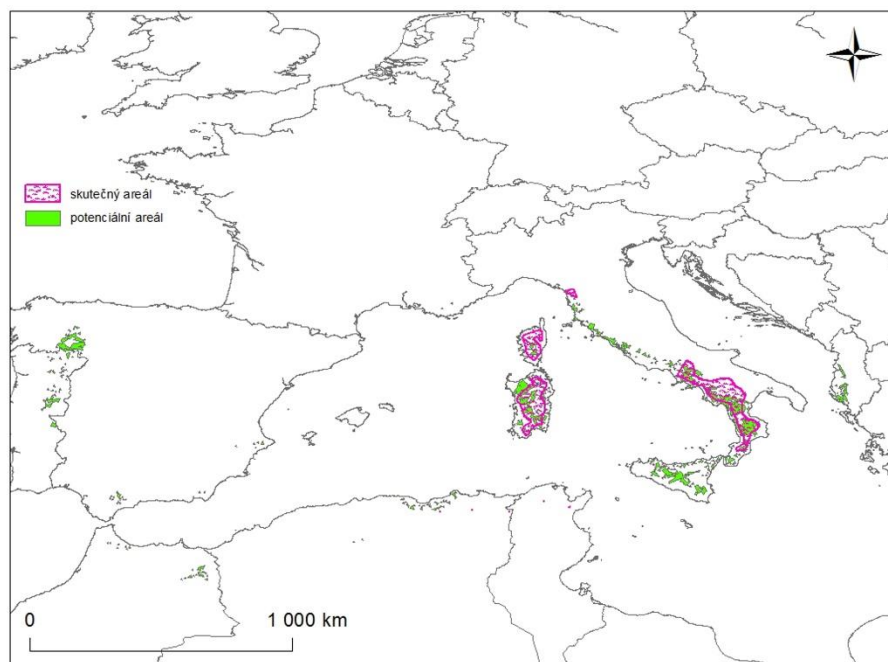 skutečný areál
potenciální areál
0 1 000 km